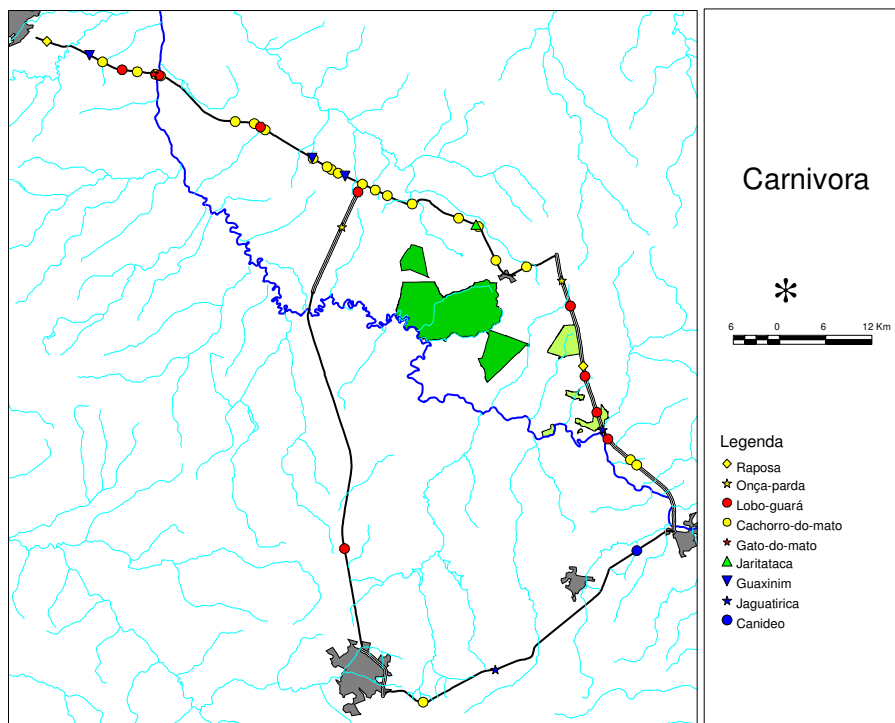 Carnivora
6 0 6 12 Km
Legenda
Raposa
Onça-parda
Lobo-guará
Cachorro-do-mato
Gato-do-mato
Jaritataca
Guaxinim
Jaguatirica
Canideo